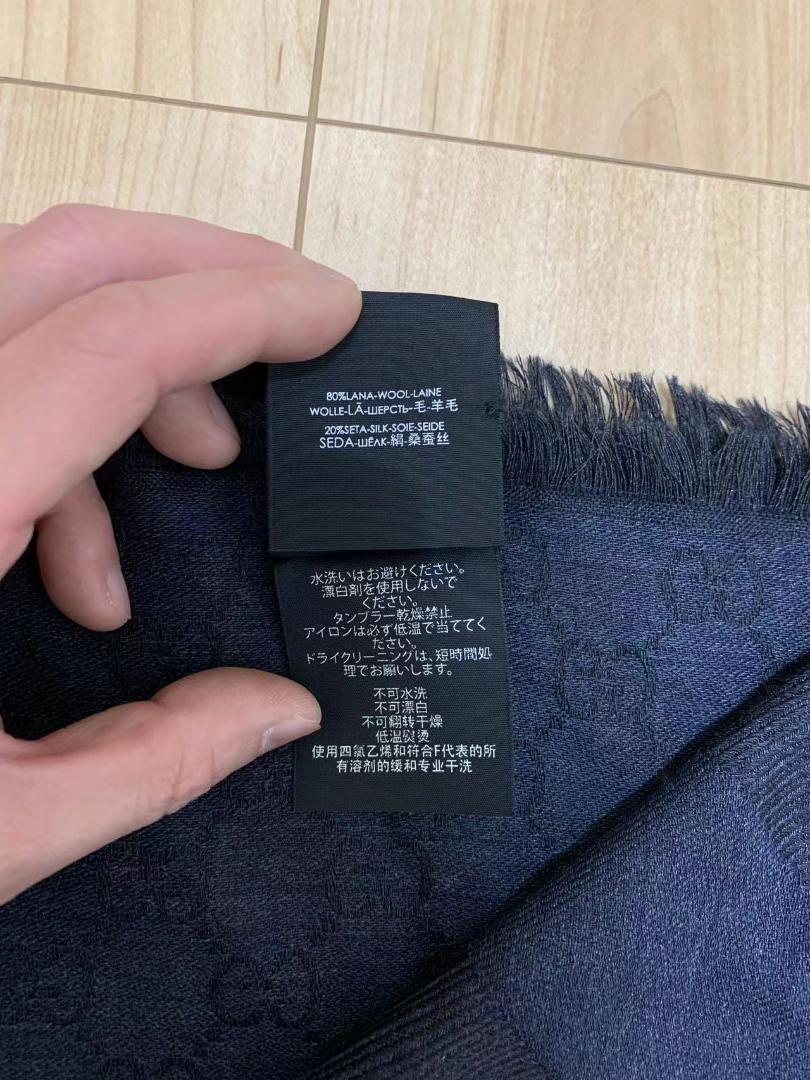 80%LANA-WOOL-LAINE
WOLLE-LÃ-ШЕРСТЬ-毛-羊毛
20%SETA-SILK-SOIE-SEIDE
SEDA-ШЁЛК-絹-桑蚕丝
水洗いはお避けください。
漂白剤を使用しないで
ください。
タンブラー乾燥禁止
アイロンは必ず低温で当ててく
ださい。
ドライクリーニングは、短時間処
理でお願いします。
不可水洗
不可漂白
不可翻转干燥
低温熨烫
使用四氯乙烯和符合F代表的所
有溶剂的缓和专业干洗